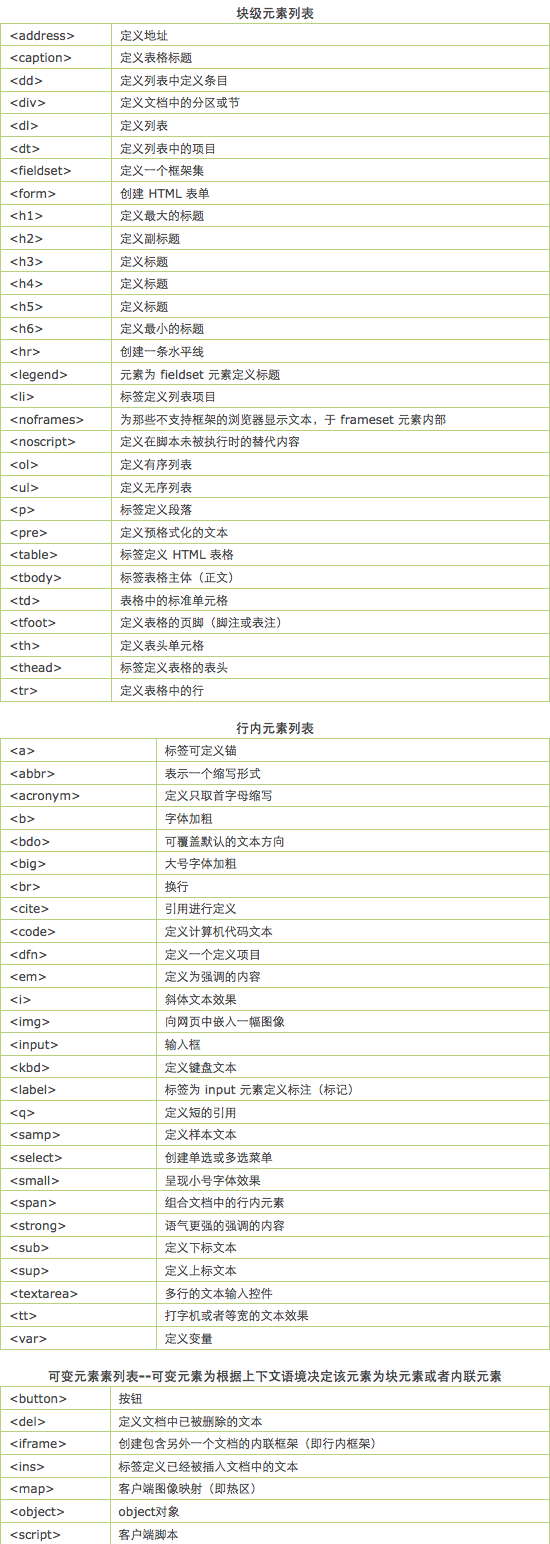 块级元素列表
<address> 定义地址
<caption> 定义表格标题
<dd> 定义列表中定义条目
<div> 定义文档中的分区或节
<dl> 定义列表
<dt> 定义列表中的项目
<fieldset> 定义一个框架集
<form> 创建 HTML 表单
<h1> 定义最大的标题
<h2> 定义副标题
<h3> 定义标题
<h4> 定义标题
<h5> 定义标题
<h6> 定义最小的标题
<hr> 创建一条水平线
<legend> 元素为 fieldset 元素定义标题
<li> 标签定义列表项目
<noframes> 为那些不支持框架的浏览器显示文本，于 frameset 元素内部
<noscript> 定义在脚本未被执行时的替代内容
<ol> 定义有序列表
<ul> 定义无序列表
<p> 标签定义段落
<pre> 定义预格式化的文本
<table> 标签定义 HTML 表格
<tbody> 标签表格主体（正文）
<td> 表格中的标准单元格
<tfoot> 定义表格的页脚（脚注或表注）
<th> 定义表头单元格
<thead> 标签定义表格的表头
<tr> 定义表格中的行
行内元素列表
<a> 标签可定义锚
<abbr> 表示一个缩写形式
<acronym> 定义只取首字母缩写
<b> 字体加粗
<bdo> 可覆盖默认的文本方向
<big> 大号字体加粗
<br> 换行
<cite> 引用进行定义
<code> 定义计算机代码文本
<dfn> 定义一个定义项目
<em> 定义为强调的内容
<i> 斜体文本效果
<img> 向网页中嵌入一幅图像
<input> 输入框
<kbd> 定义键盘文本
<label> 标签为 input 元素定义标注（标记）
<q> 定义短的引用
<samp> 定义样本文本
<select> 创建单选或多选菜单
<small> 呈现小号字体效果
<span> 组合文档中的行内元素
<strong> 语气更强的强调的内容
<sub> 定义下标文本
<sup> 定义上标文本
<textarea> 多行的文本输入控件
<tt> 打字机或者等宽的文本效果
<var> 定义变量
可变元素素列表--可变元素为根据上下文语境决定该元素为块元素或者内联元素
<button> 按钮
<del> 定义文档中已被删除的文本
<iframe> 创建包含另外一个文档的内联框架（即行内框架）
<ins> 标签定义已经被插入文档中的文本
<map> 客户端图像映射（即热区）
<object> object对象
<script> 客户端脚本